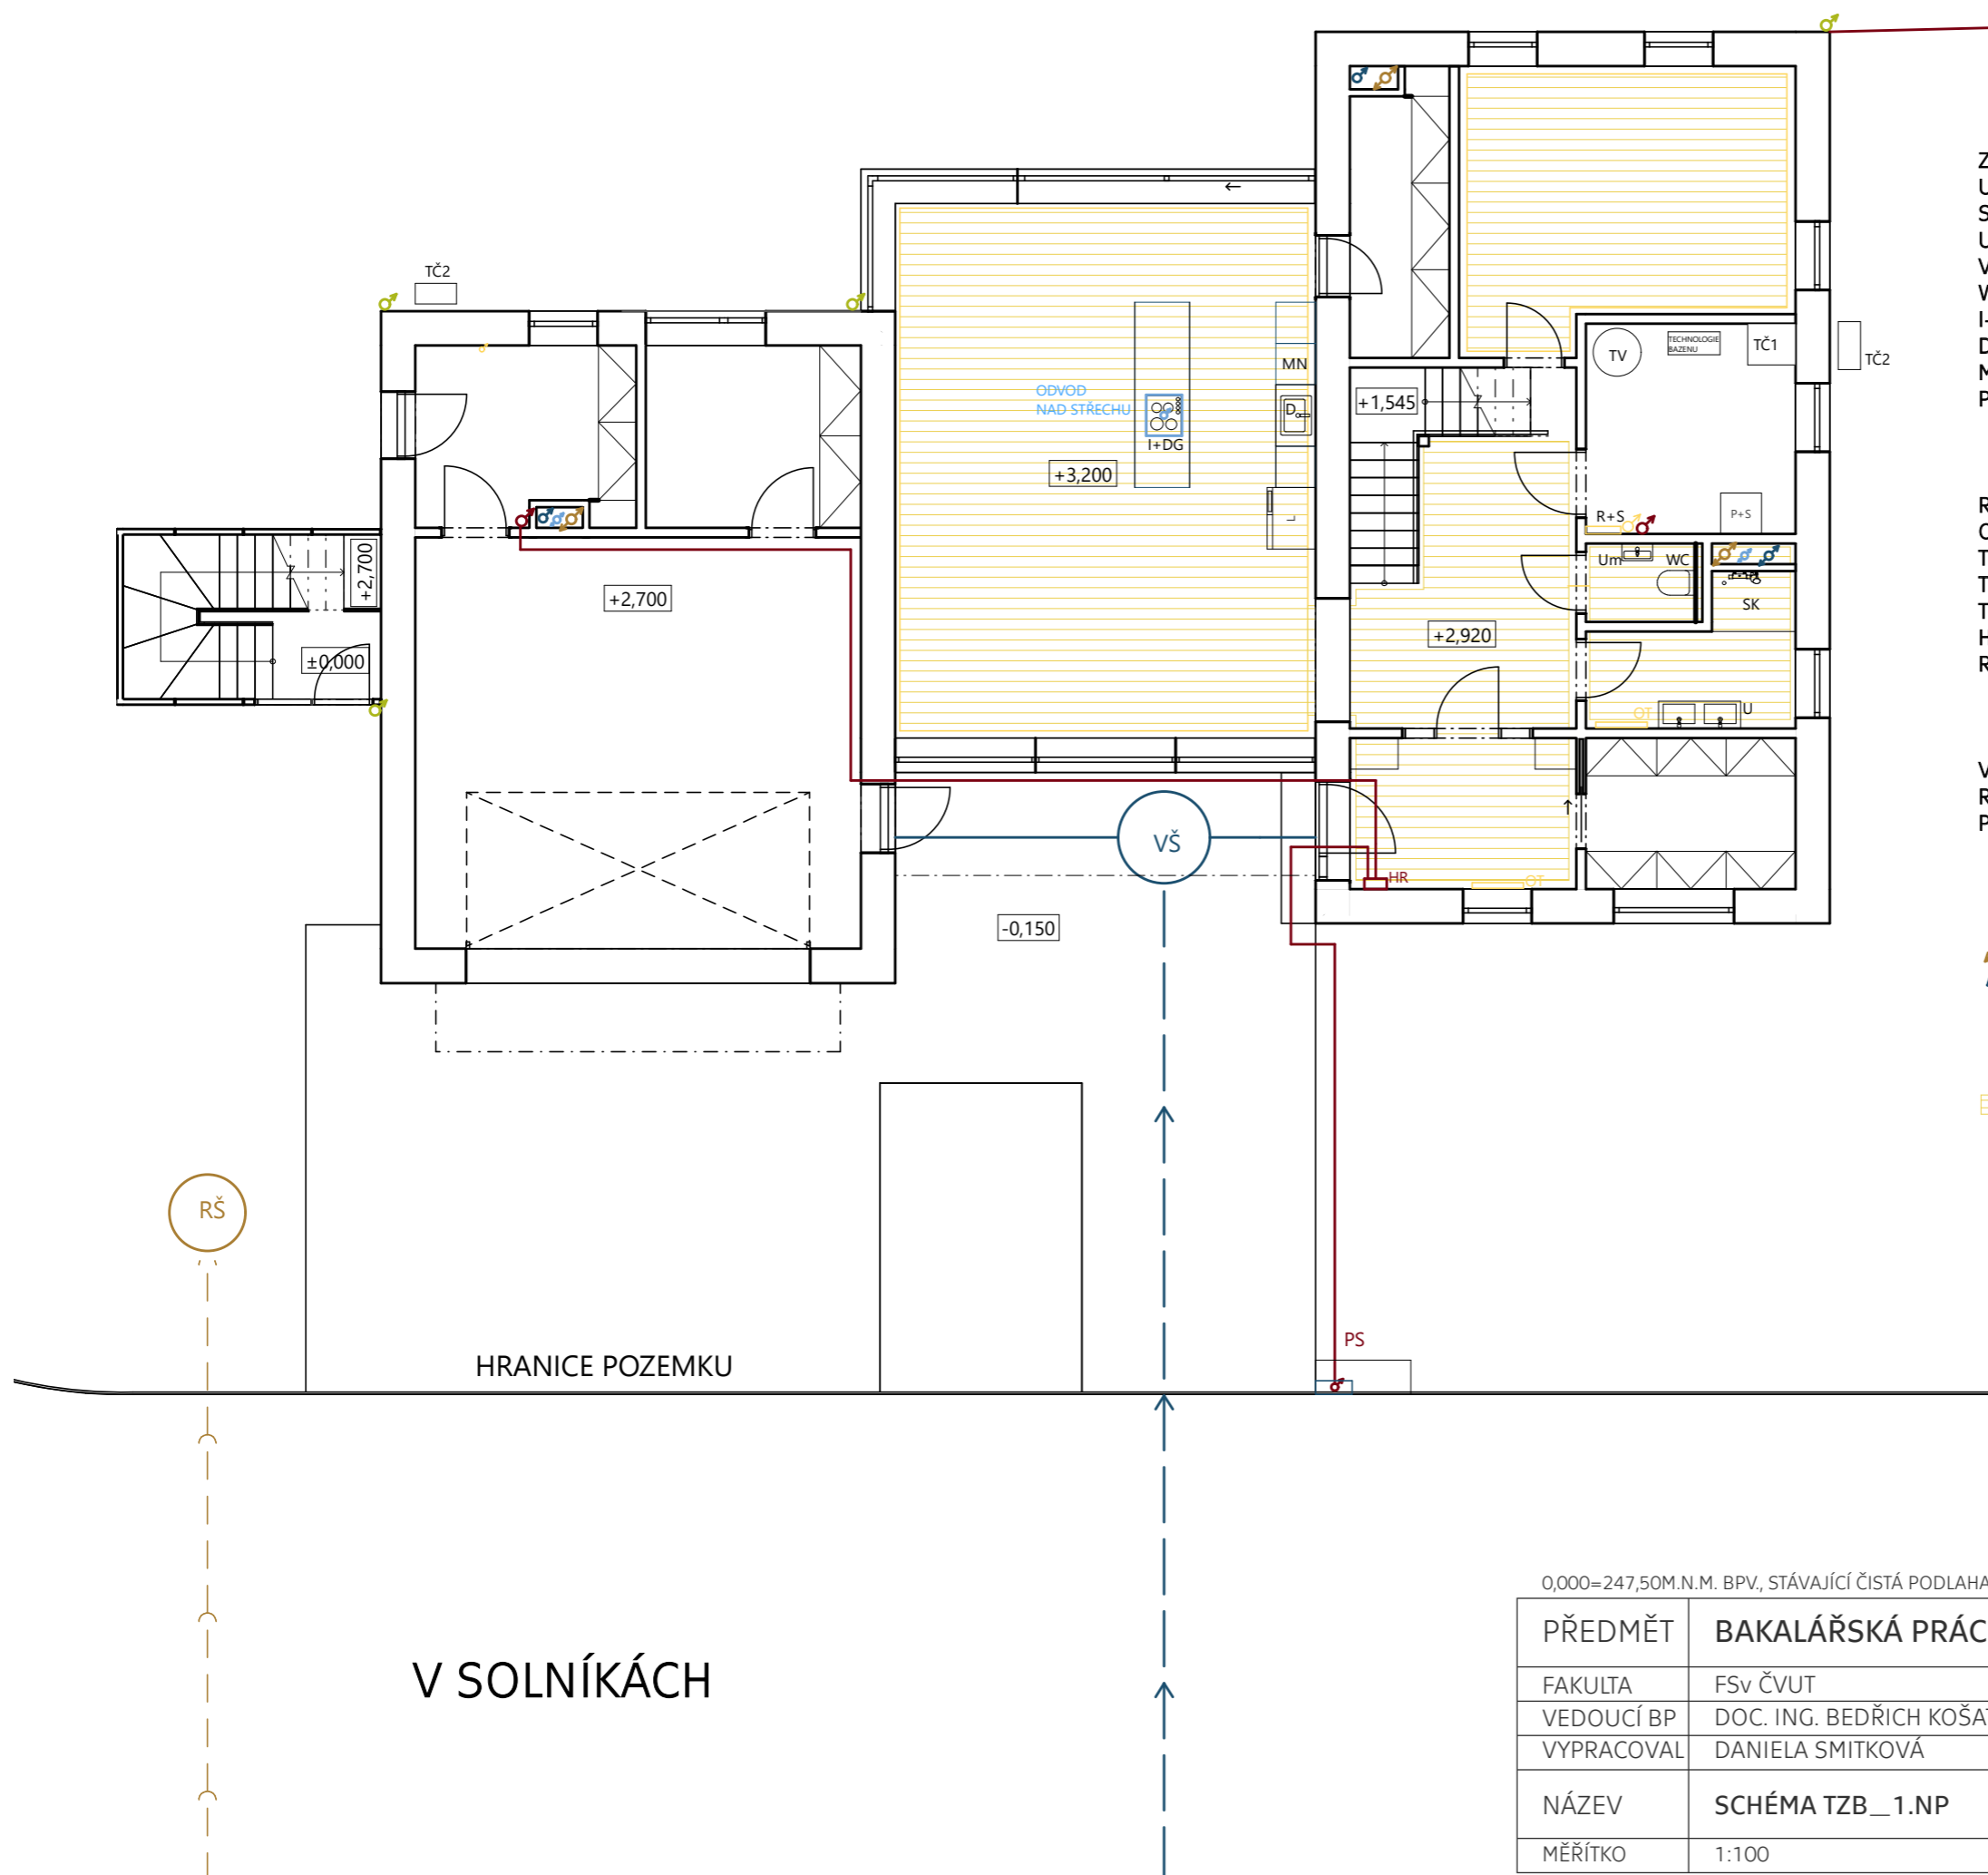 TČ2
ODVOD
NAD STŘECHU
I+DG
MN
D
L
+3,200
+1,545
TV
TECHNOLOGIE
BAZENU
TČ1
TČ2
R+S
P+S
Um
WC
SK
+2,920
OT
U
+2,700
+2,700
±0,000
VŠ
HR
OT
-0,150
RŠ
PS
HRANICE POZEMKU
V SOLNÍKÁCH
0,000=247,50M.N.M. BPV., STÁVAJÍCÍ ČISTÁ PODLAHA
PŘEDMĚT BAKALÁŘSKÁ PRÁC
FAKULTA FSv ČVUT
VEDOUCÍ BP DOC. ING. BEDŘICH KOŠA
VYPRACOVAL DANIELA SMITKOVÁ
NÁZEV SCHÉMA TZB_1.NP
MĚŘÍTKO 1:100